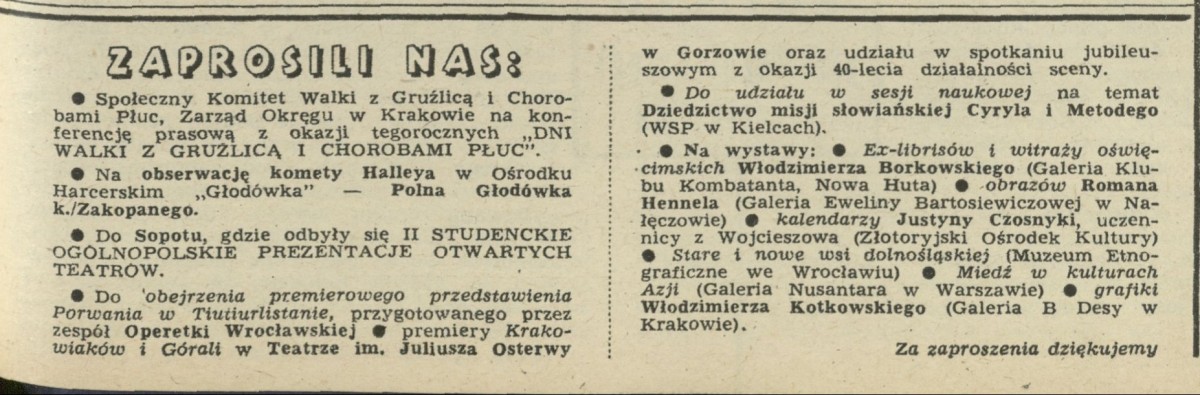 ZAPROSILI NAS:
● Społeczny Komitet Walki z Gruźlicą i Choro-
bami Płuc, Zarząd Okręgu w Krakowie na kon-
ferencję prasową z okazji tegorocznych „DNI
WALKI Z GRUŹLICĄ I CHOROBAMI PŁUC”.
● Na obserwację komety Halleya w Ośrodku
Harcerskim „Głodówka” — Polna Głodówka
k./Zakopanego.
● Do Sopotu, gdzie odbyły się II STUDENCKIE
OGÓLNOPOLSKIE PREZENTACJE OTWARTYCH
TEATRÓW.
● Do obejrzenia premierowego przedstawienia
Porwania w Tiutiurlistanie, przygotowanego przez
zespół Operetki Wrocławskiej ● premiery Krako-
wiaków i Górali w Teatrze im. Juliusza Osterwy
w Gorzowie oraz udziału w spotkaniu jubileu-
szowym z okazji 40-lecia działalności sceny.
● Do udziału w sesji naukowej na temat
Dziedzictwo misji słowiańskiej Cyryla i Metodego
(WSP w Kielcach).
● Na wystawy: ● Ex-librisów i witraży oświę-
cimskich Włodzimierza Borkowskiego (Galeria Klu-
bu Kombatanta, Nowa Huta) ● obrazów Romana
Hennela (Galeria Eweliny Bartosiewiczowej w Na-
łęczowie) ● kalendarzy Justyny Czosnyki, uczen-
nicy z Wojcieszowa (Złotoryjski Ośrodek Kultury)
● Stare i nowe wsi dolnośląskiej (Muzeum Etno-
graficzne we Wrocławiu) ● Miedź w kulturach
Azji (Galeria Nusantara w Warszawie) ● grafiki
Włodzimierza Kotkowskiego (Galeria B Desy w
Krakowie).
Za zaproszenia dziękujemy